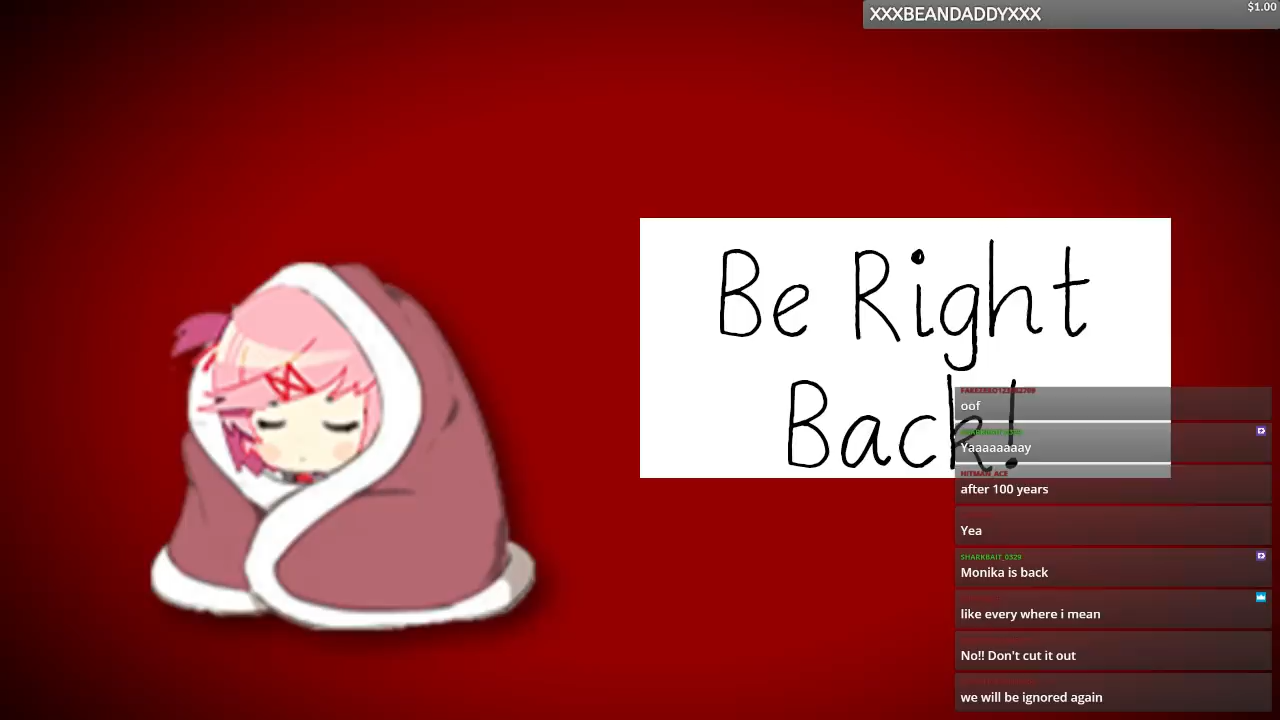 XXXBEANDADDYXXX
$1.00
Be Right
Back!
oof
Yaaaaaaaay
HITMAN_ACE
after 100 years
Yea
SHARKBAIT_0329
Monika is back
like every where i mean
No!! Don't cut it out
we will be ignored again